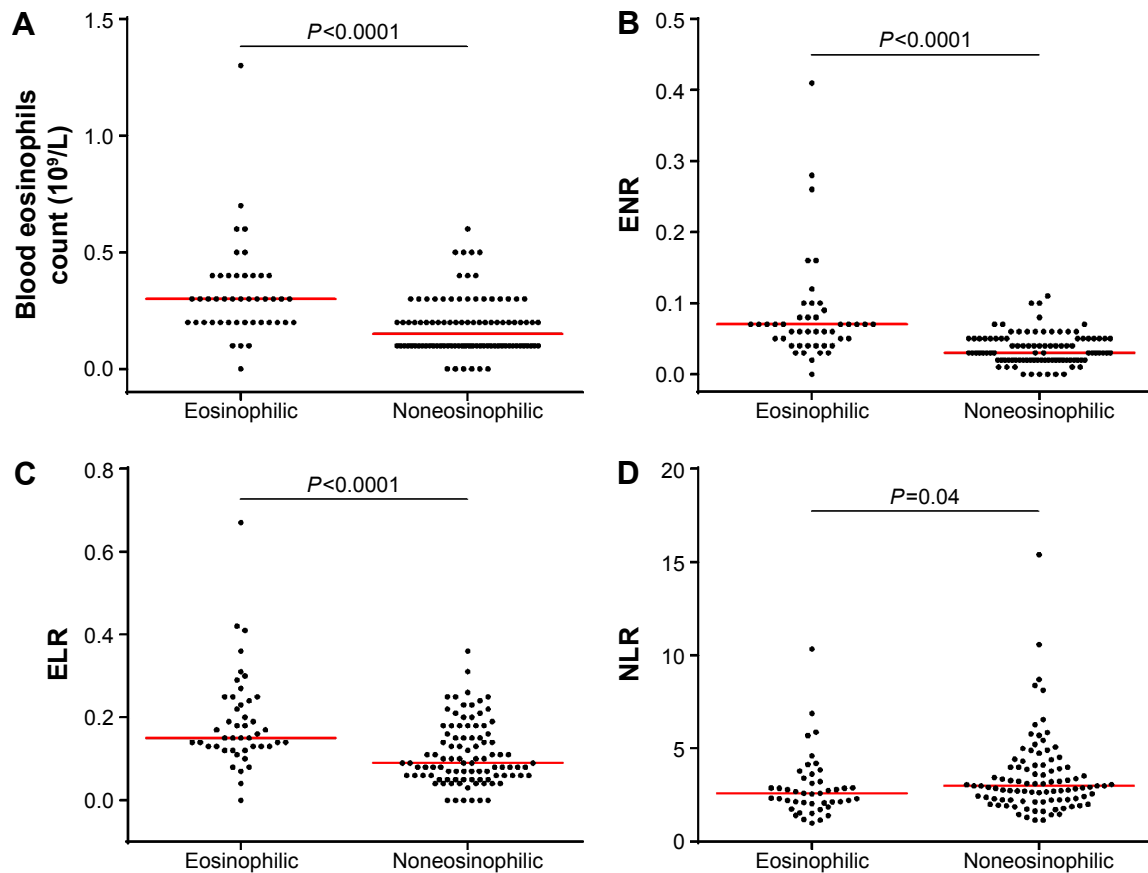 A
Blood eosinophils
count (10⁹/L)
1.5
1.0
0.5
0.0
P<0.0001
Eosinophilic
Noneosinophilic
B
ENR
0.5
0.4
0.3
0.2
0.1
0.0
P<0.0001
Eosinophilic
Noneosinophilic
C
ELR
0.8
0.6
0.4
0.2
0.0
P<0.0001
Eosinophilic
Noneosinophilic
D
NLR
20
15
10
5
0
P=0.04
Eosinophilic
Noneosinophilic